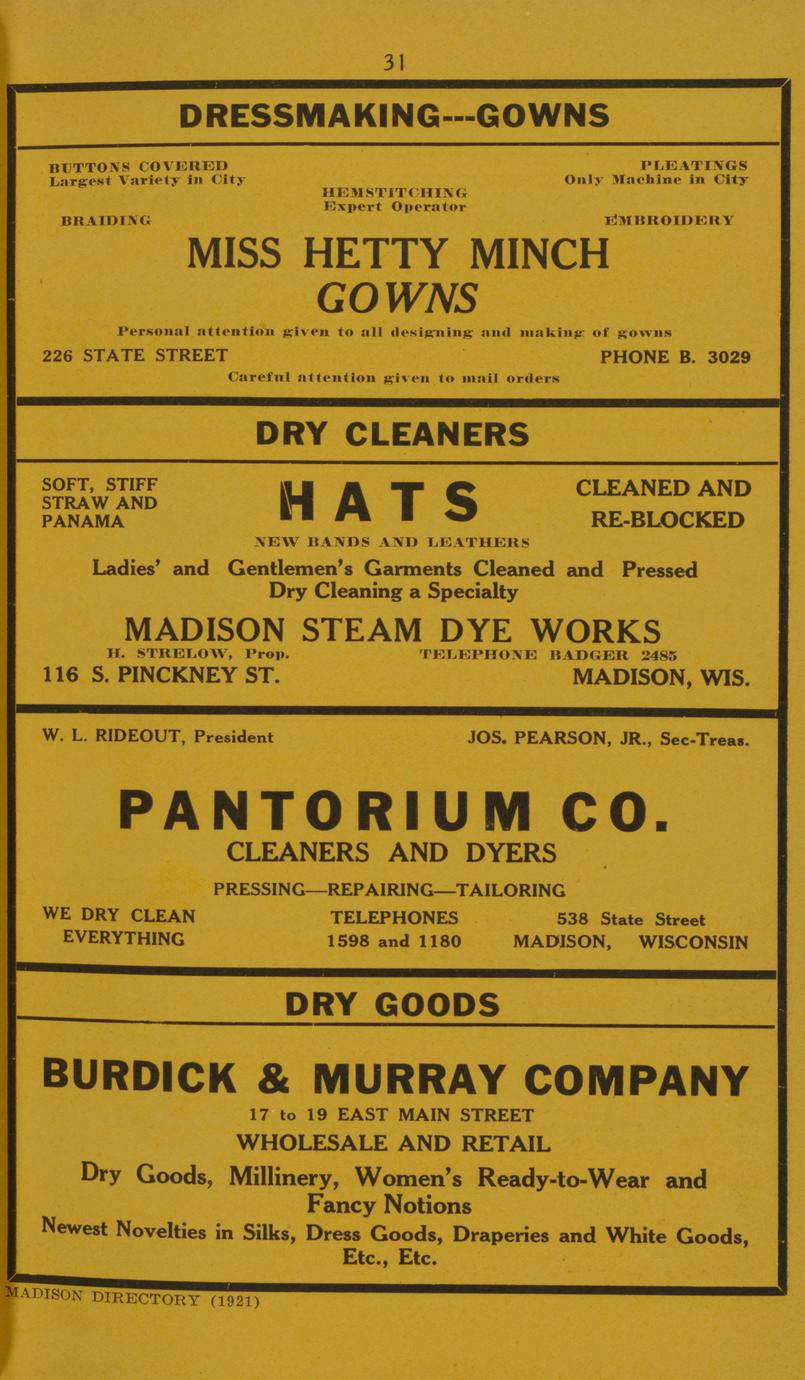 31
DRESSMAKING---GOWNS
BUTTONS COVERED
Largest Variety in City
PLEATINGS
Only Machine in City
HEMSTITCHING
Expert Operator
BRAIDING
EMBROIDERY
MISS HETTY MINCH
GOWNS
Personal attention given to all designing and making of gowns
226 STATE STREET PHONE B. 3029
Careful attention given to mail orders
DRY CLEANERS
SOFT, STIFF
STRAW AND
PANAMA
HATS
CLEANED AND
RE-BLOCKED
NEW BANDS AND LEATHERS
Ladies' and Gentlemen's Garments Cleaned and Pressed
Dry Cleaning a Specialty
MADISON STEAM DYE WORKS
H. STRELOW, Prop. TELEPHONE BADGER 2485
116 S. PINCKNEY ST. MADISON, WIS.
W. L. RIDEOUT, President JOS. PEARSON, JR., Sec-Treas.
PANTORIUM CO.
CLEANERS AND DYERS
PRESSING—REPAIRING—TAILORING
WE DRY CLEAN
EVERYTHING
TELEPHONES
1598 and 1180
538 State Street
MADISON, WISCONSIN
DRY GOODS
BURDICK & MURRAY COMPANY
17 to 19 EAST MAIN STREET
WHOLESALE AND RETAIL
Dry Goods, Millinery, Women's Ready-to-Wear and
Fancy Notions
Newest Novelties in Silks, Dress Goods, Draperies and White Goods,
Etc., Etc.
MADISON DIRECTORY (1921)